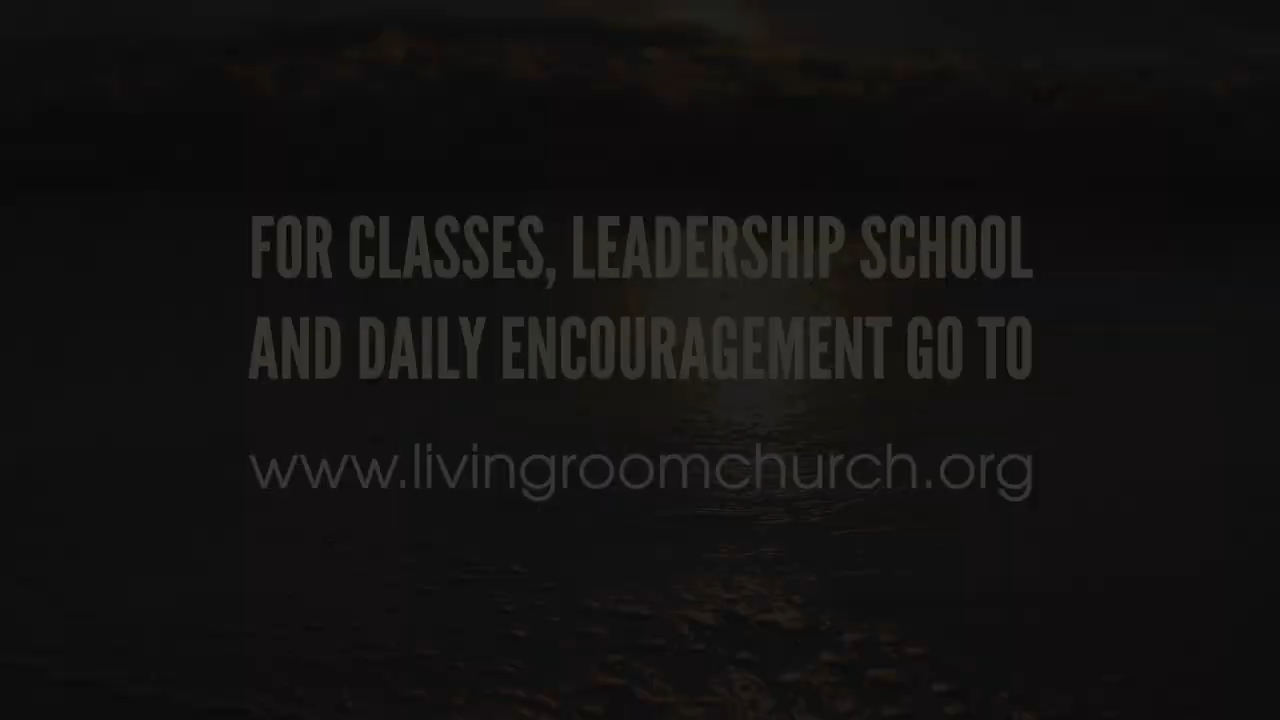 FOR CLASSES, LEADERSHIP SCHOOL
AND DAILY ENCOURAGEMENT GO TO
www.livingroomchurch.org